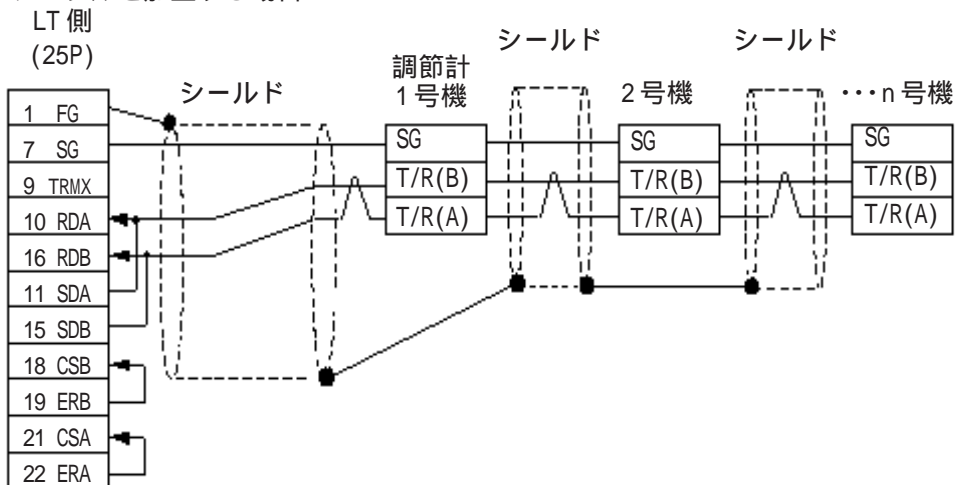 LT 側
(25P)
シールド
シールド
シールド
調節計
1 号機
2 号機
・・・n 号機
1 FG
7 SG
9 TRMX
10 RDA
16 RDB
11 SDA
15 SDB
18 CSB
19 ERB
21 CSA
22 ERA
SG
T/R(B)
T/R(A)
SG
T/R(B)
T/R(A)
SG
T/R(B)
T/R(A)